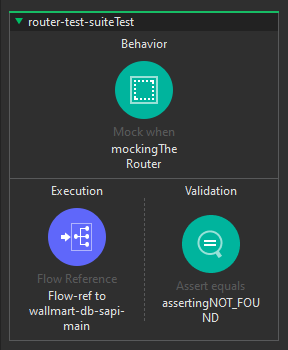 router-test-suiteTest
Behavior
Mock when
mockingThe
Router
Execution
Validation
Flow Reference
Assert equals
Flow-ref to
wallmart-db-sapi-
main
assertingNOT_FOU
ND